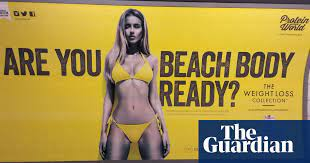 Protein
World
ARE YOU
BEACH BODY
READY?
THE
WEIGHT LOSS
COLLECTION
The
Guardian